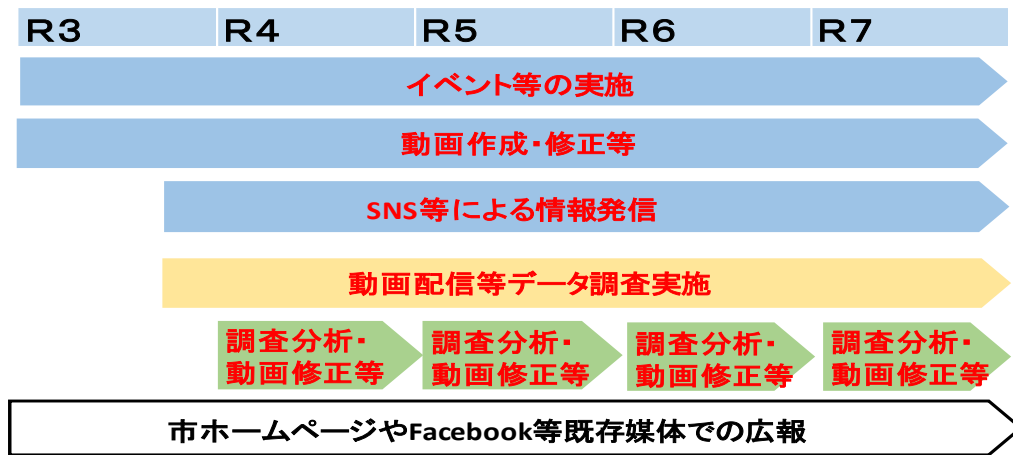 R3 R4 R5 R6 R7
イベント等の実施
動画作成・修正等
SNS等による情報発信
動画配信等データ調査実施
調査分析・
動画修正等
調査分析・
動画修正等
調査分析・
動画修正等
調査分析・
動画修正等
市ホームページやFacebook等既存媒体での広報